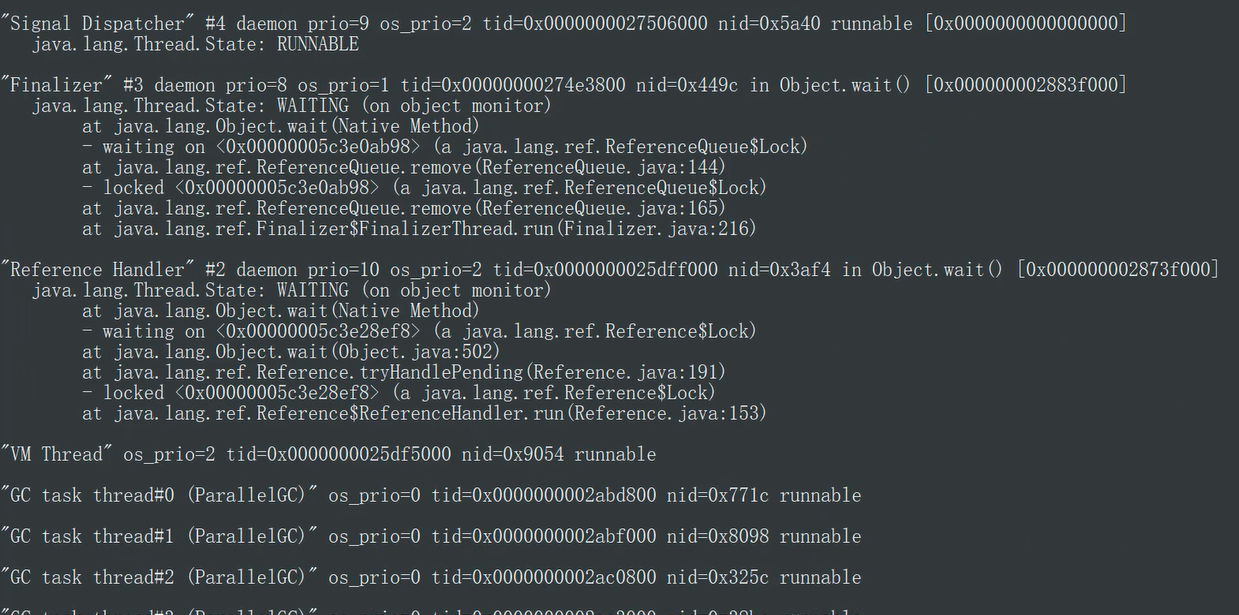 "Signal Dispatcher" #4 daemon prio=9 os_prio=2 tid=0x0000000027506000 nid=0x5a40 runnable [0x0000000000000000]
java.lang.Thread.State: RUNNABLE
"Finalizer" #3 daemon prio=8 os_prio=1 tid=0x00000000274e3800 nid=0x449c in Object.wait() [0x000000002883f000]
java.lang.Thread.State: WAITING (on object monitor)
at java.lang.Object.wait(Native Method)
- waiting on <0x00000005c3e0ab98> (a java.lang.ref.ReferenceQueue$Lock)
at java.lang.ref.ReferenceQueue.remove(ReferenceQueue.java:144)
- locked <0x00000005c3e0ab98> (a java.lang.ref.ReferenceQueue$Lock)
at java.lang.ref.ReferenceQueue.remove(ReferenceQueue.java:165)
at java.lang.ref.Finalizer$FinalizerThread.run(Finalizer.java:216)
"Reference Handler" #2 daemon prio=10 os_prio=2 tid=0x0000000025dff000 nid=0x3af4 in Object.wait() [0x000000002873f000]
java.lang.Thread.State: WAITING (on object monitor)
at java.lang.Object.wait(Native Method)
- waiting on <0x00000005c3e28ef8> (a java.lang.ref.Reference$Lock)
at java.lang.Object.wait(Object.java:502)
at java.lang.ref.Reference.tryHandlePending(Reference.java:191)
- locked <0x00000005c3e28ef8> (a java.lang.ref.Reference$Lock)
at java.lang.ref.Reference$ReferenceHandler.run(Reference.java:153)
"VM Thread" os_prio=2 tid=0x0000000025df5000 nid=0x9054 runnable
"GC task thread#0 (ParallelGC)" os_prio=0 tid=0x0000000002abd800 nid=0x771c runnable
"GC task thread#1 (ParallelGC)" os_prio=0 tid=0x0000000002abf000 nid=0x8098 runnable
"GC task thread#2 (ParallelGC)" os_prio=0 tid=0x0000000002ac0800 nid=0x325c runnable